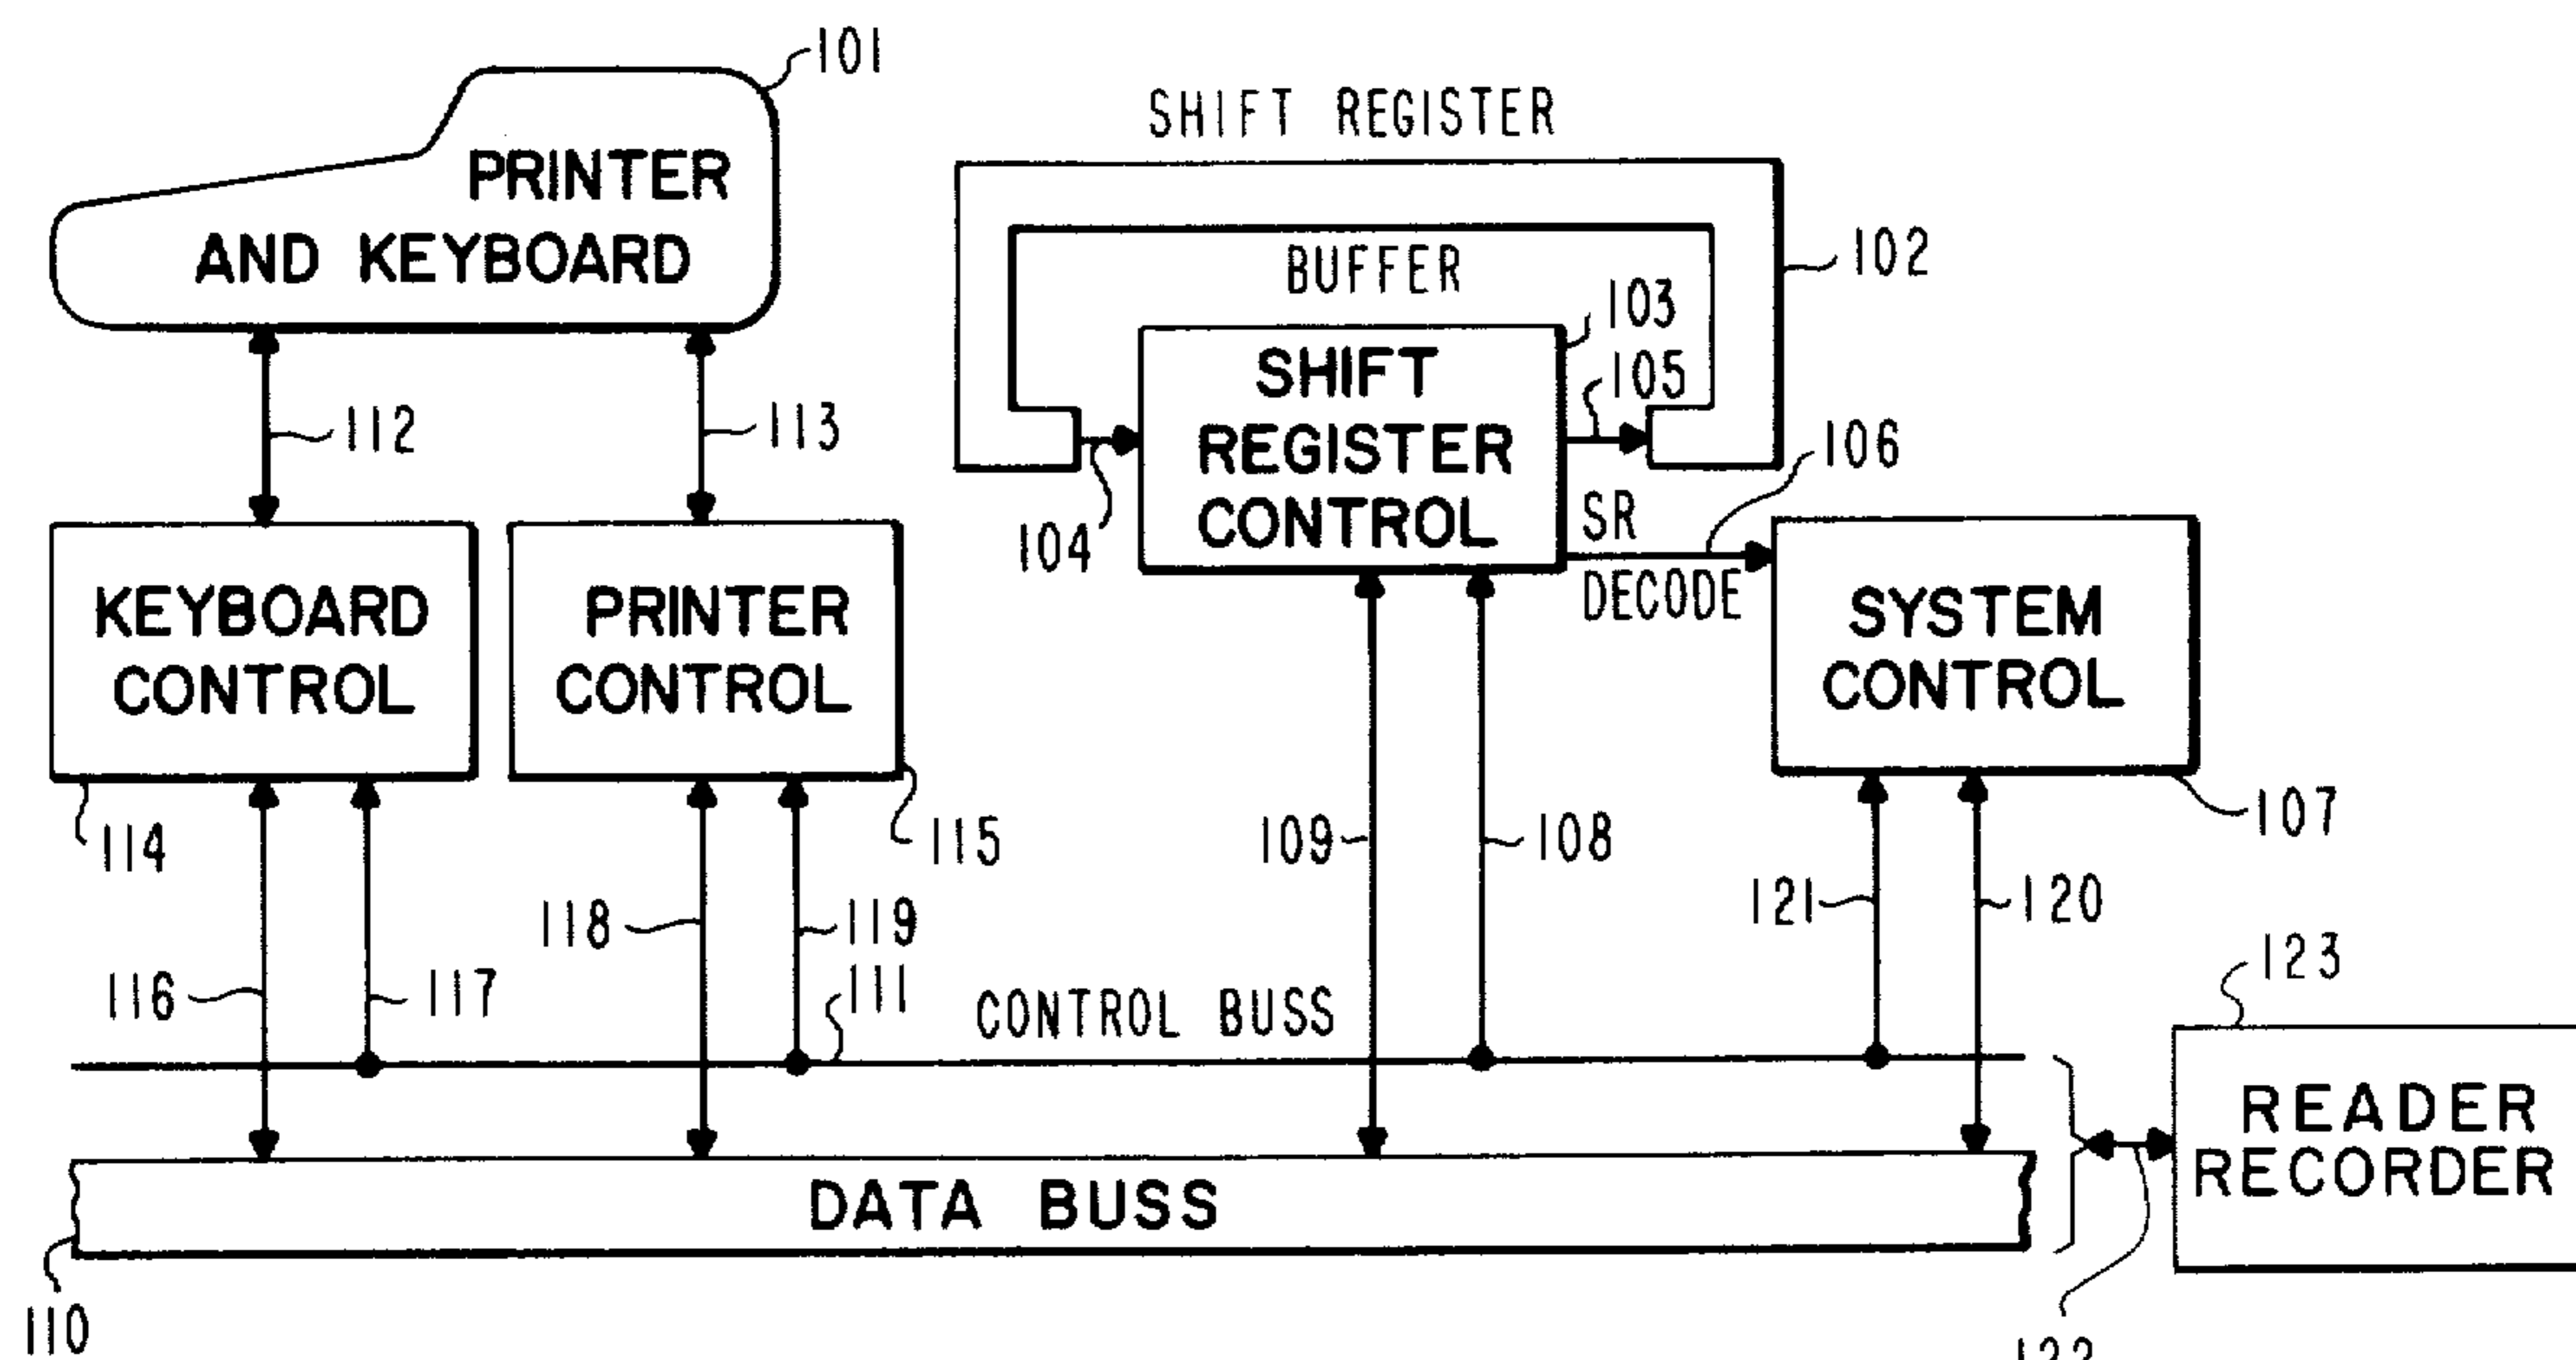 101
PRINTER
AND KEYBOARD
112
113
KEYBOARD
CONTROL
114
PRINTER
CONTROL
115
116
117
118
119
111
SHIFT REGISTER
BUFFER
102
103
SHIFT
REGISTER
CONTROL
104
105
106
SR
DECODE
SYSTEM
CONTROL
107
109
108
121
120
CONTROL BUSS
DATA BUSS
110
123
READER
RECORDER